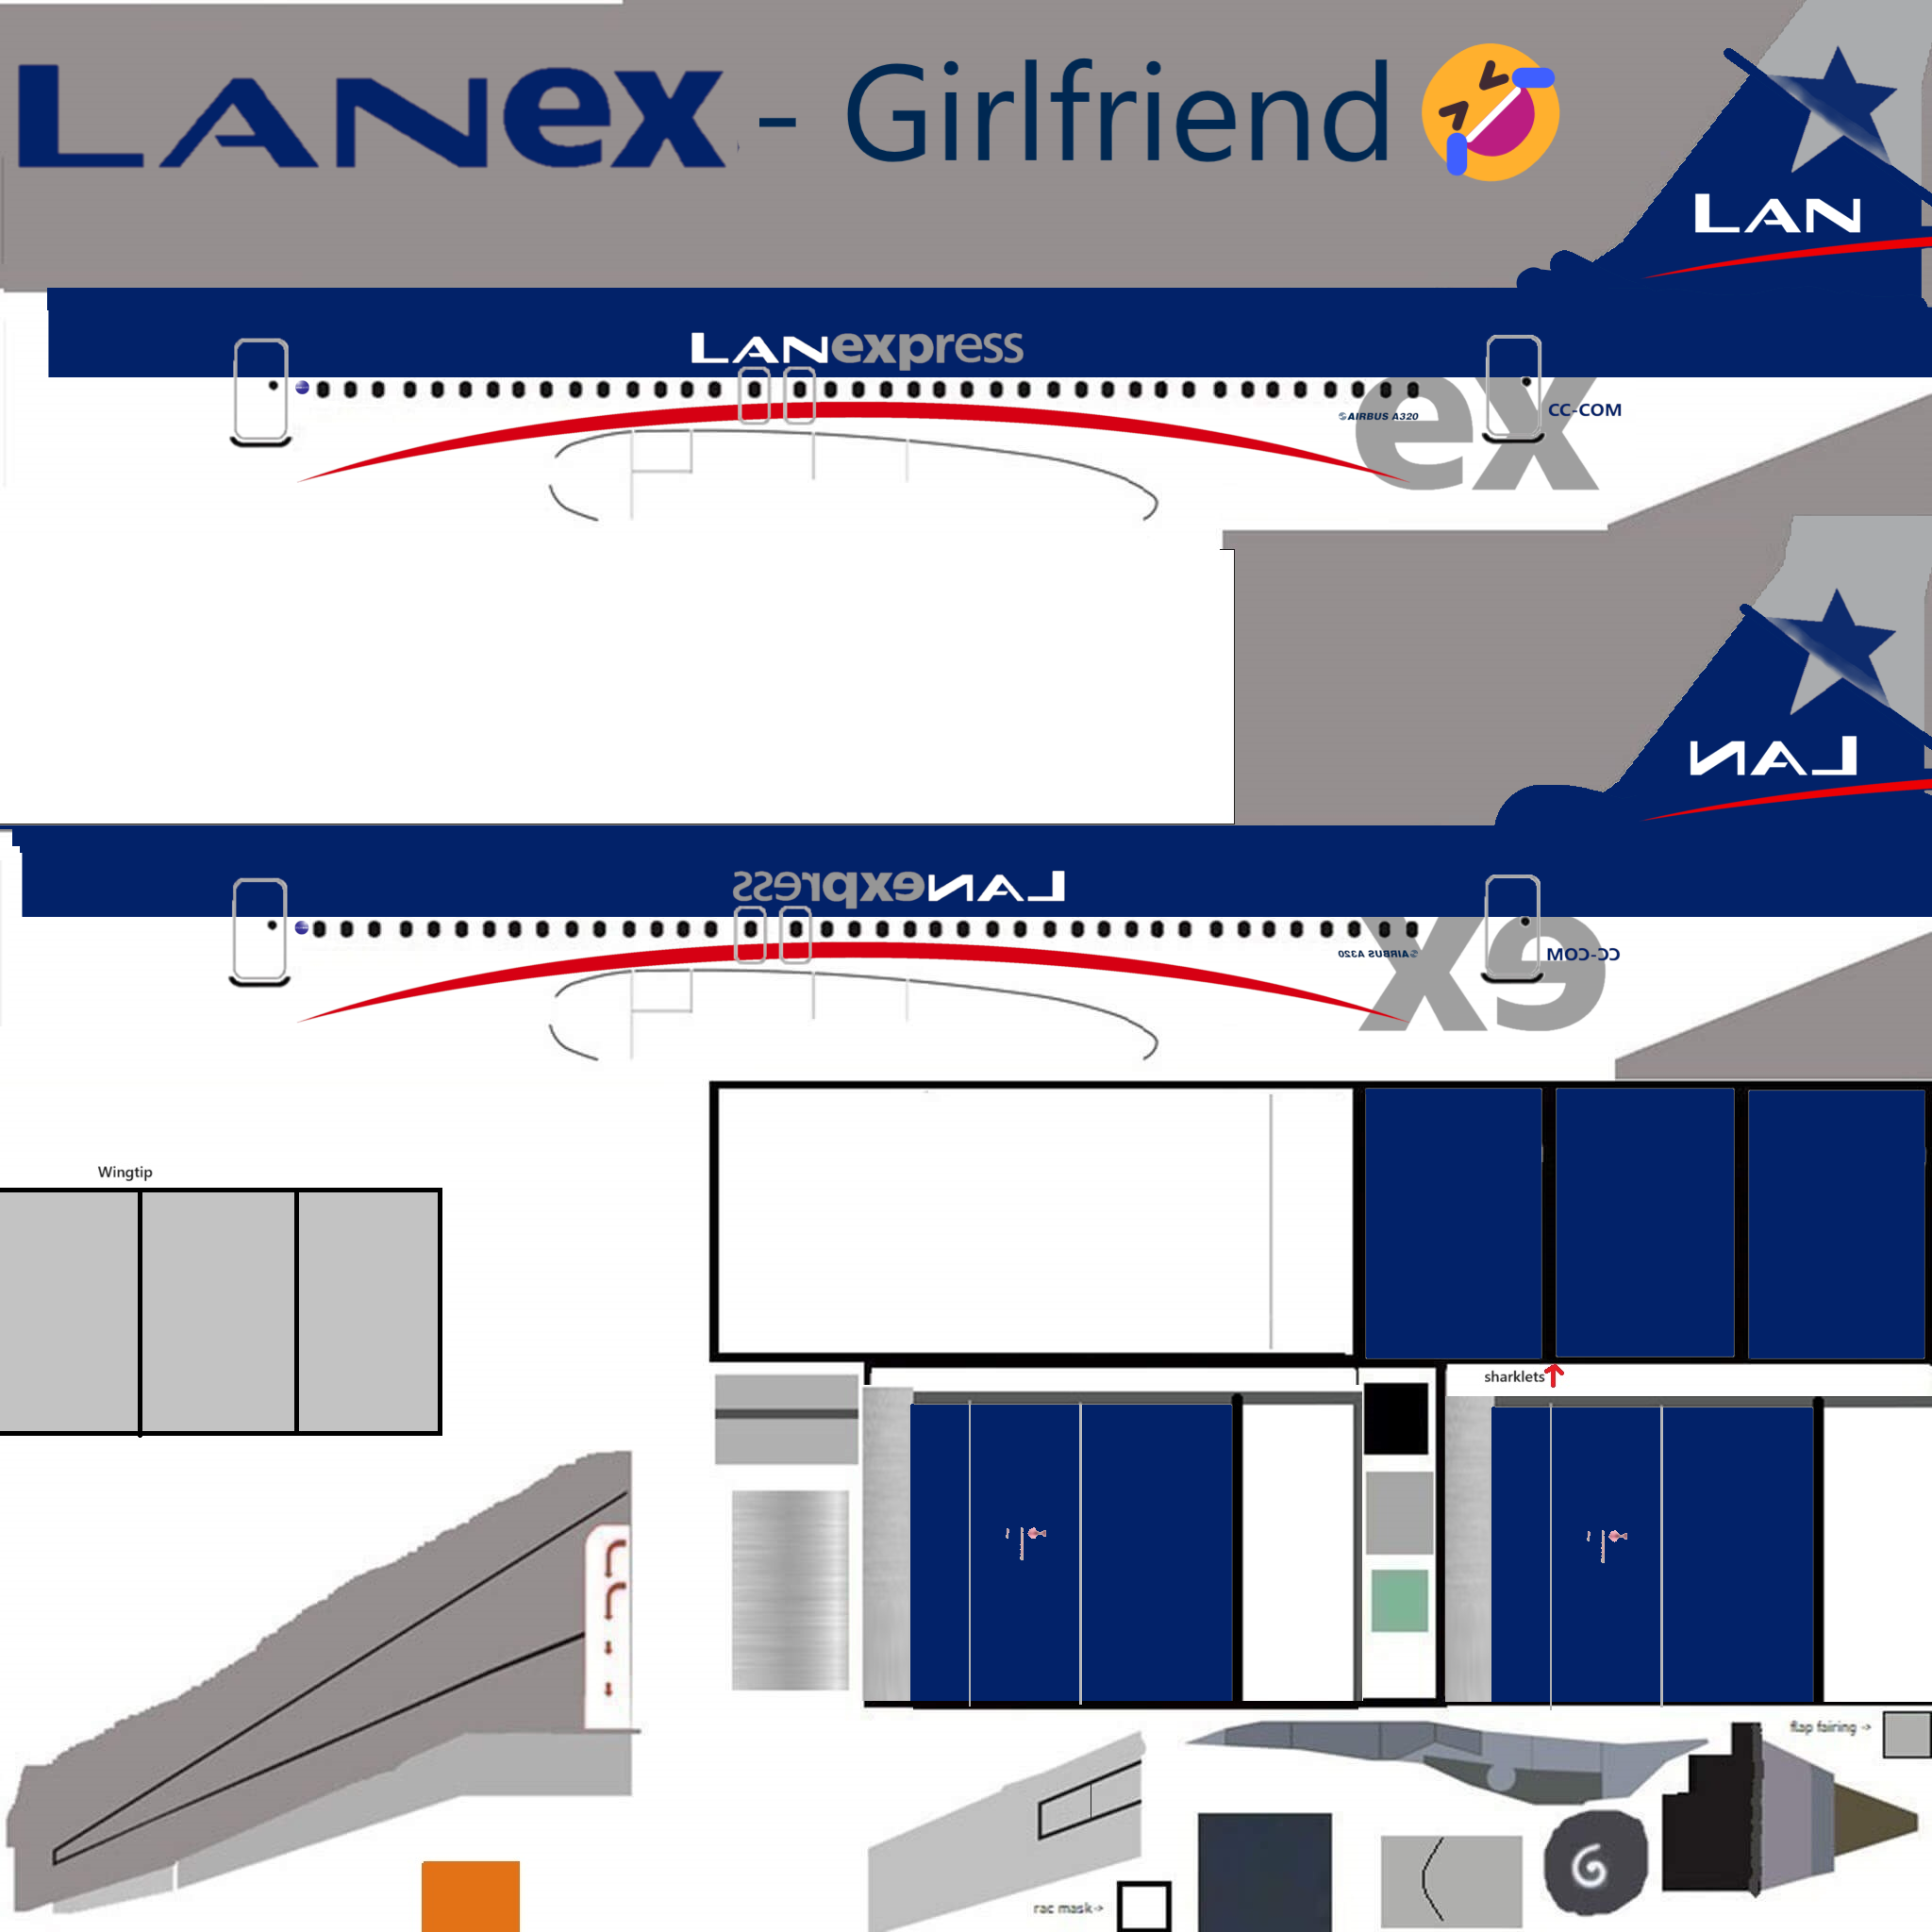 LANex - Girlfriend 🤣
LAN
LANexpress
AIRBUS A320
ex
CC-COM
LAN
LANexpress
AIRBUS A320
ex
CC-COM
Wingtip
sharklets
flap fairing ->
rac mask->